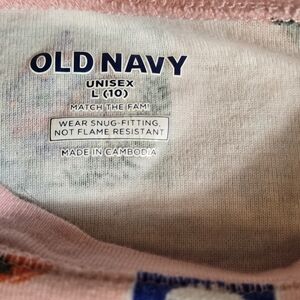 OLD NAVY
UNISEX
L (10)
MATCH THE FAM!
WEAR SNUG-FITTING,
NOT FLAME RESISTANT
MADE IN CAMBODIA